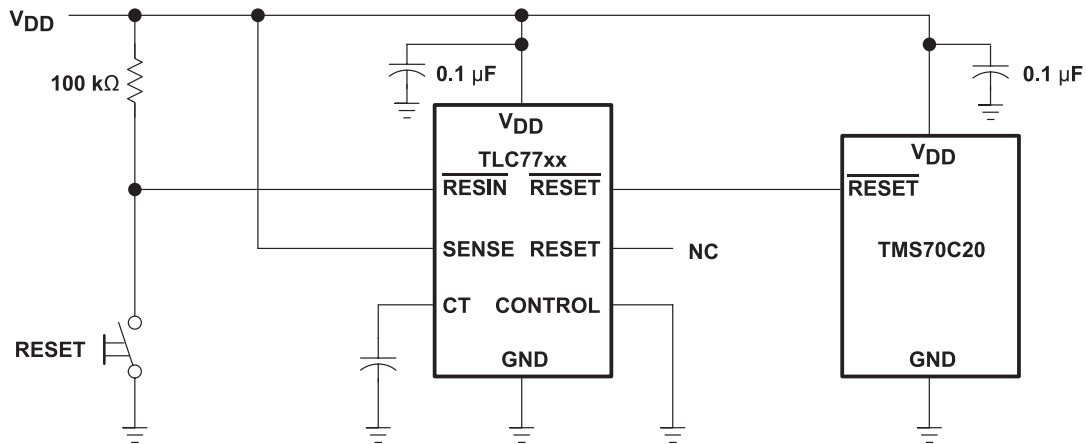 VDD
100 kΩ
0.1 µF
0.1 µF
VDD
TLC77xx
RESIN RESET
SENSE RESET
CT CONTROL
GND
NC
VDD
RESET
TMS70C20
GND
RESET